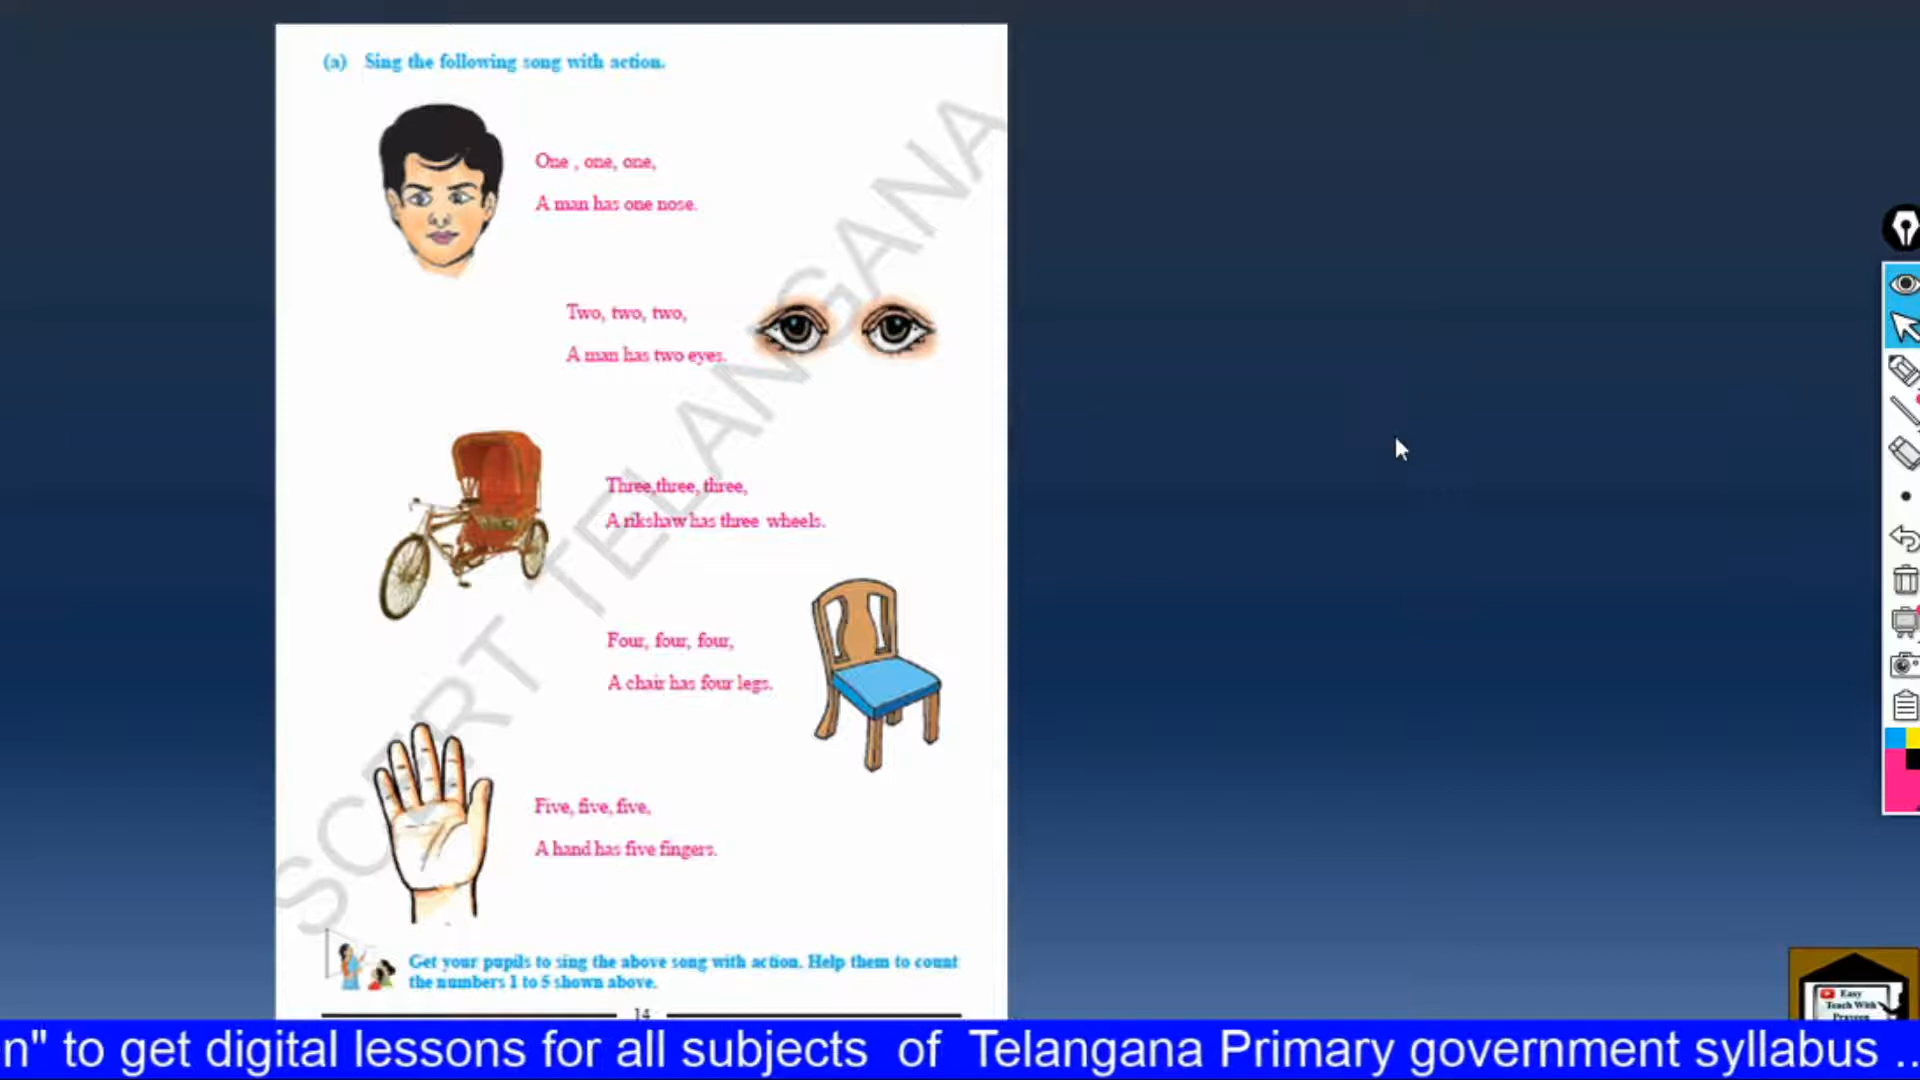 (a) Sing the following song with action.
One , one, one,
A man has one nose.
Two, two, two,
A man has two eyes.
Three,three, three,
A rikshaw has three wheels.
Four, four, four,
A chair has four legs.
Five, five, five,
A hand has five fingers.
SCERT TELANGANA
Get your pupils to sing the above song with action. Help them to count
the numbers 1 to 5 shown above.
14
Easy
Teach With
Praveen
n" to get digital lessons for all subjects of Telangana Primary government syllabus ..